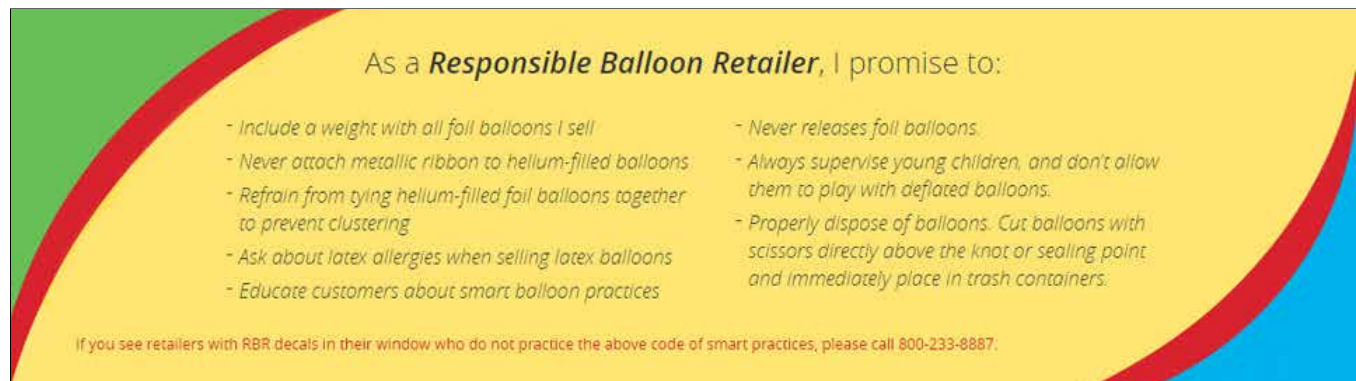 As a Responsible Balloon Retailer, I promise to:
- Include a weight with all foil balloons I sell
- Never attach metallic ribbon to helium-filled balloons
- Refrain from tying helium-filled foil balloons together
to prevent clustering
- Ask about latex allergies when selling latex balloons
- Educate customers about smart balloon practices
- Never releases foil balloons.
- Always supervise young children, and don't allow
them to play with deflated balloons.
- Properly dispose of balloons. Cut balloons with
scissors directly above the knot or sealing point
and immediately place in trash containers.
If you see retailers with RBR decals in their window who do not practice the above code of smart practices, please call 800-233-8887.